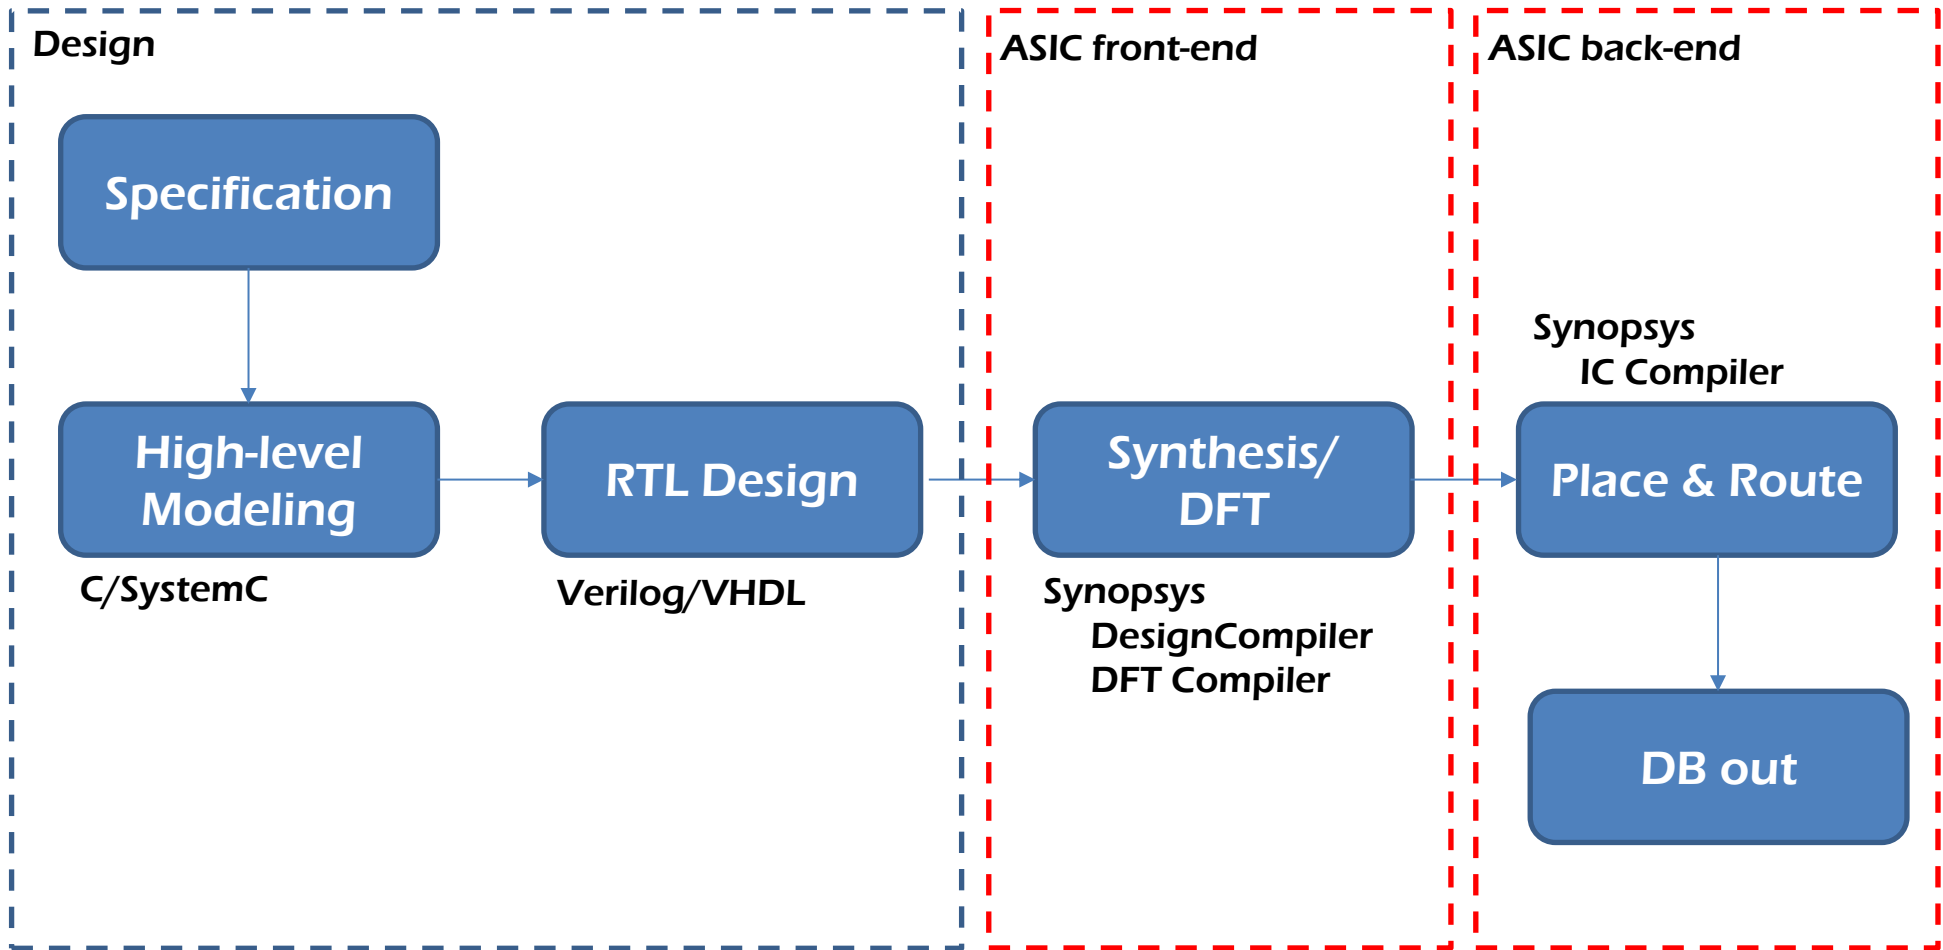 Design
Specification
High-level
Modeling
C/SystemC
RTL Design
Verilog/VHDL
ASIC front-end
Synthesis/
DFT
Synopsys
DesignCompiler
DFT Compiler
ASIC back-end
Synopsys
IC Compiler
Place & Route
DB out